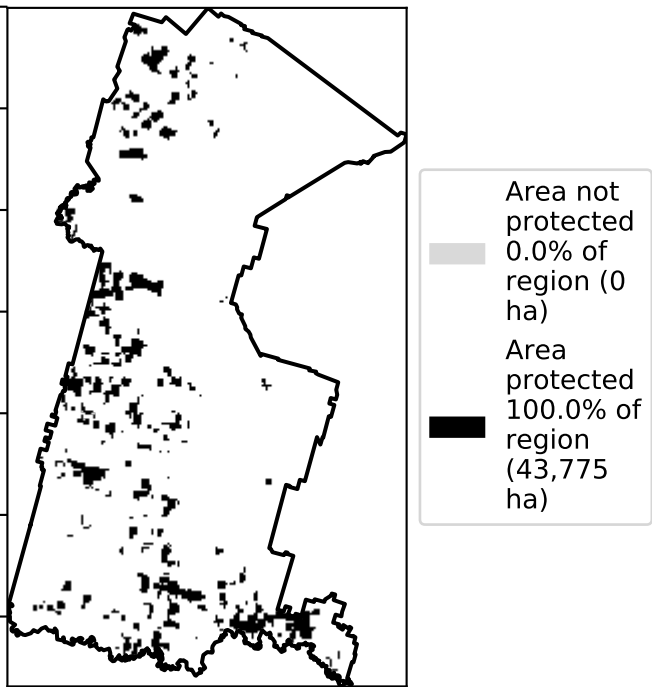 Area not
protected
0.0% of
region (0
ha)
Area
protected
100.0% of
region
(43,775
ha)